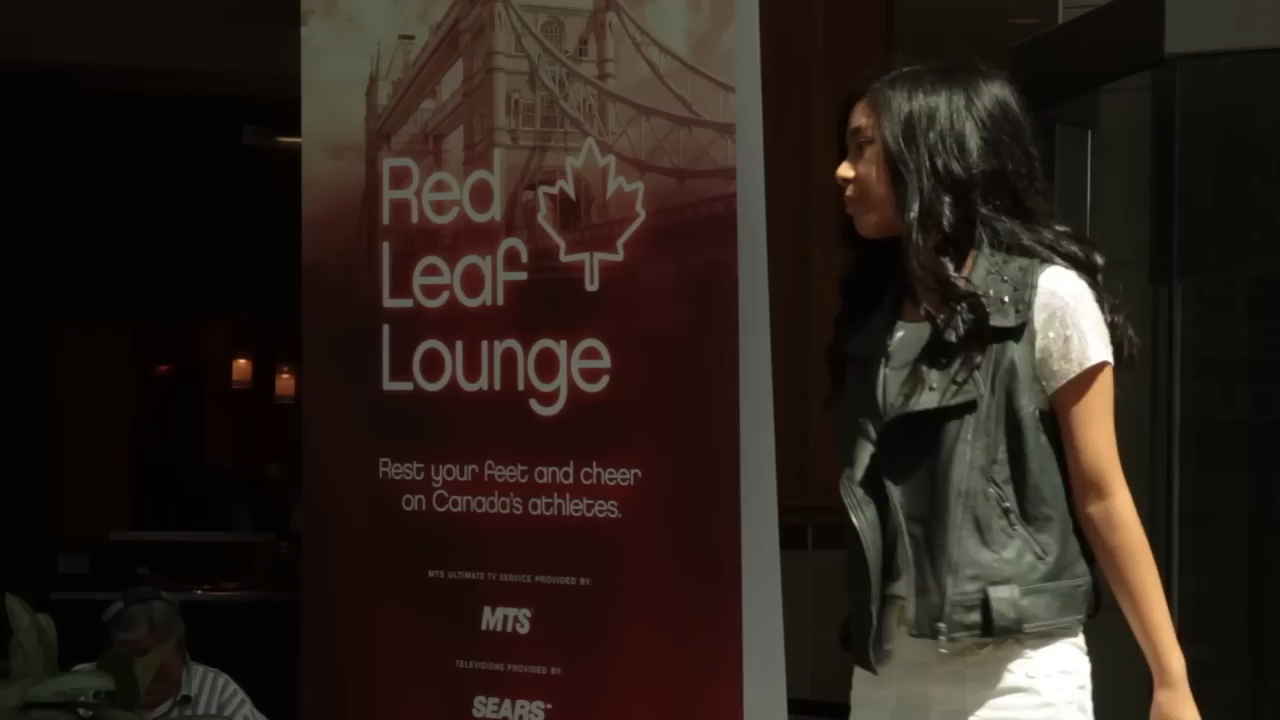 Red
Leaf
Lounge
Rest your feet and cheer
on Canada's athletes.
MTS ULTIMATE TV SERVICE PROVIDED BY:
MTS
TELEVISIONS PROVIDED BY:
SEARS™